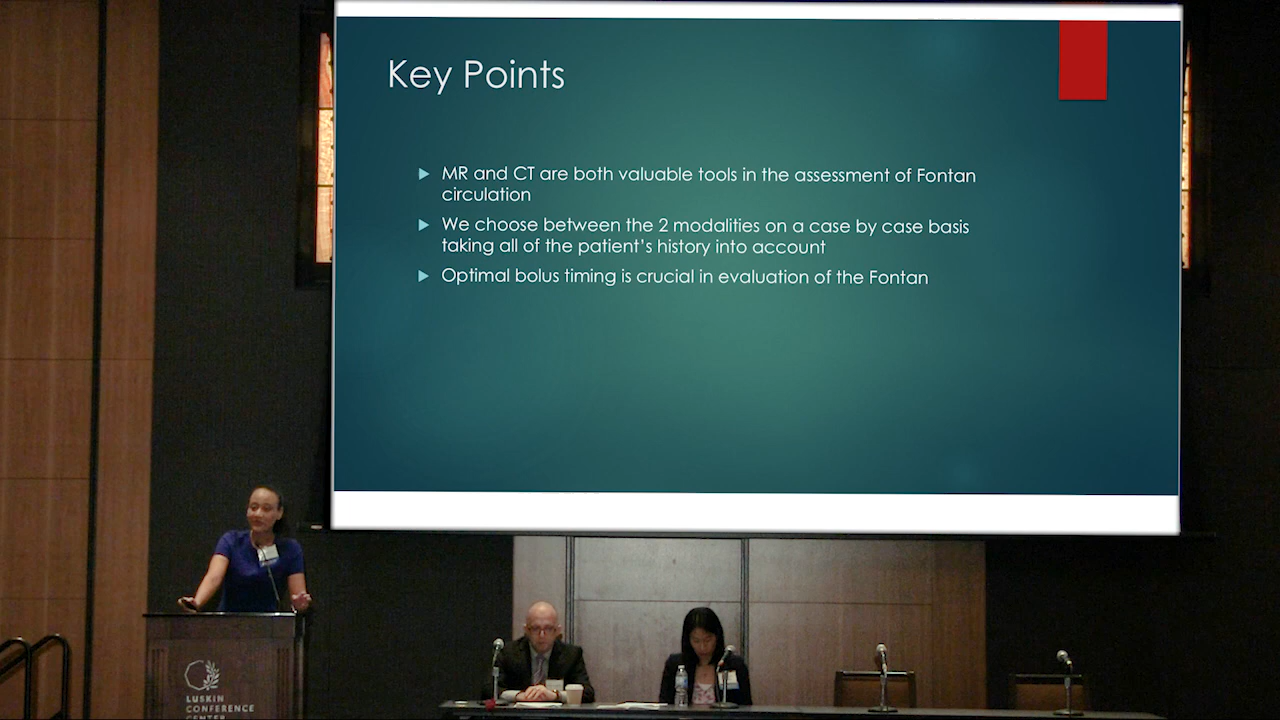 Key Points
MR and CT are both valuable tools in the assessment of Fontan
circulation
We choose between the 2 modalities on a case by case basis
taking all of the patient's history into account
Optimal bolus timing is crucial in evaluation of the Fontan
LUSKIN
CONFERENCE
CENTER